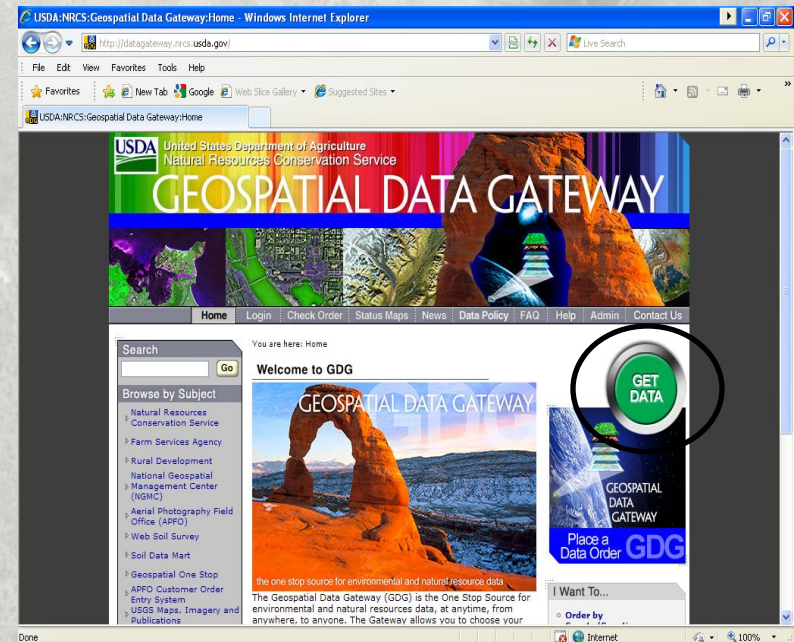 USDA:NRCS:Geospatial Data Gateway:Home - Windows Internet Explorer
http://datagateway.nrcs.usda.gov/
Live Search
File Edit View Favorites Tools Help
Favorites New Tab Google Web Slice Gallery Suggested Sites
USDA:NRCS:Geospatial Data Gateway:Home
USDA United States Department of Agriculture
Natural Resources Conservation Service
GEOSPATIAL DATA GATEWAY
Home Login Check Order Status Maps News Data Policy FAQ Help Admin Contact Us
Search
Go
Browse by Subject
Natural Resources
Conservation Service
Farm Services Agency
Rural Development
National Geospatial
Management Center
(NGMC)
Aerial Photography Field
Office (APFO)
Web Soil Survey
Soil Data Mart
Geospatial One Stop
APFO Customer Order
Entry System
USGS Maps, Imagery and
Publications
You are here: Home
Welcome to GDG
GEOSPATIAL DATA GATEWAY
GDG
the one stop source for environmental and natural resource data
The Geospatial Data Gateway (GDG) is the One Stop Source for
environmental and natural resources data, at anytime, from
anywhere, to anyone. The Gateway allows you to choose your
GET
DATA
GEOSPATIAL
DATA
GATEWAY
Place a
Data Order GDG
I Want To...
Order by
Done
Internet
100%